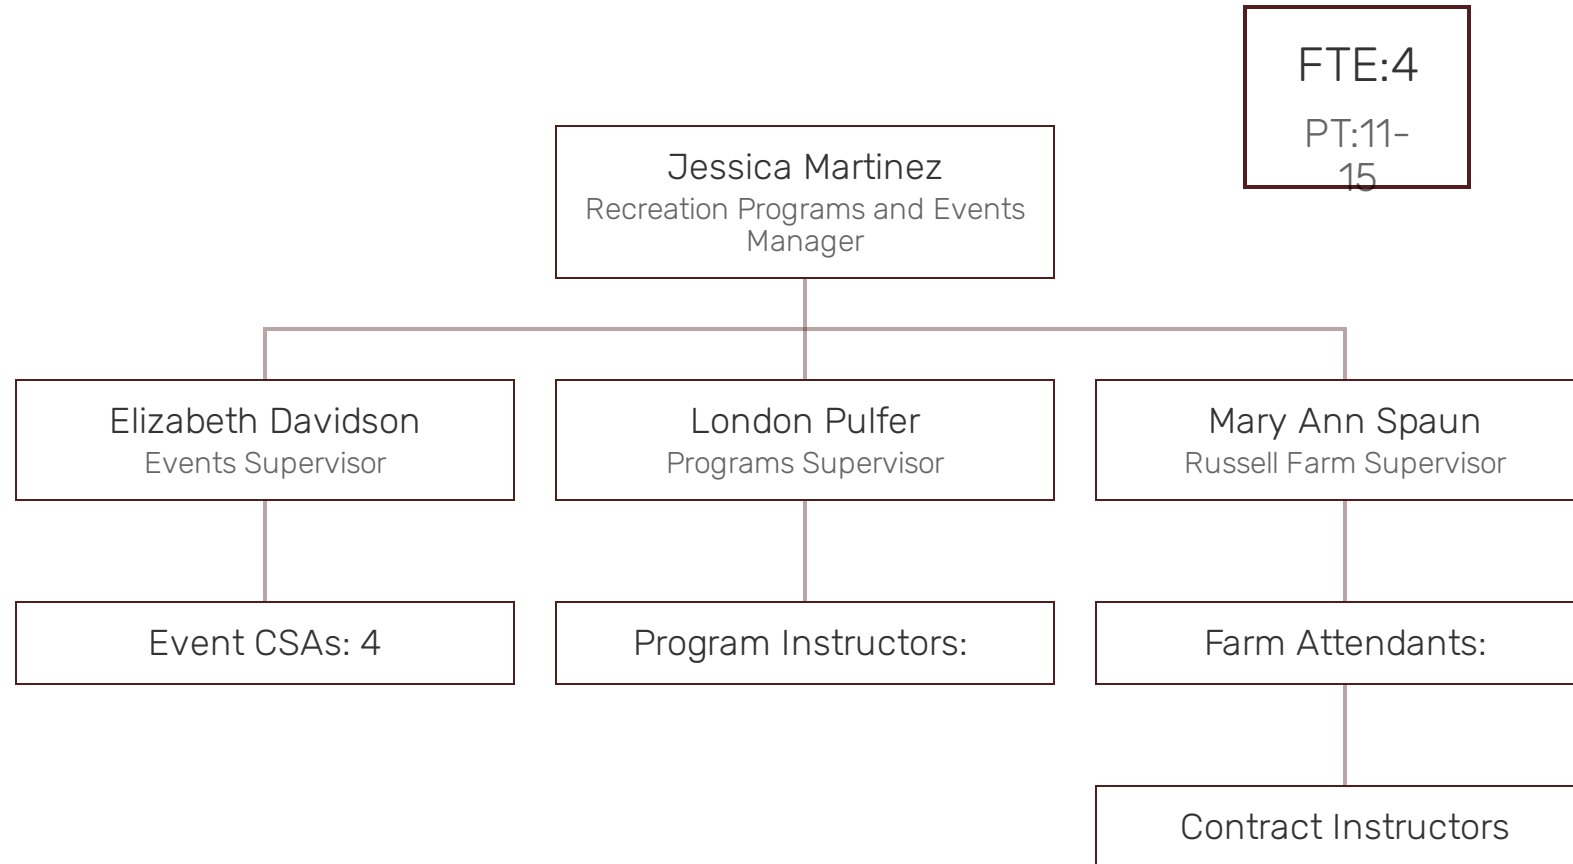 FTE:4
PT:11-
15
Jessica Martinez
Recreation Programs and Events
Manager
Elizabeth Davidson
Events Supervisor
London Pulfer
Programs Supervisor
Mary Ann Spaun
Russell Farm Supervisor
Event CSAs: 4
Program Instructors:
Farm Attendants:
Contract Instructors